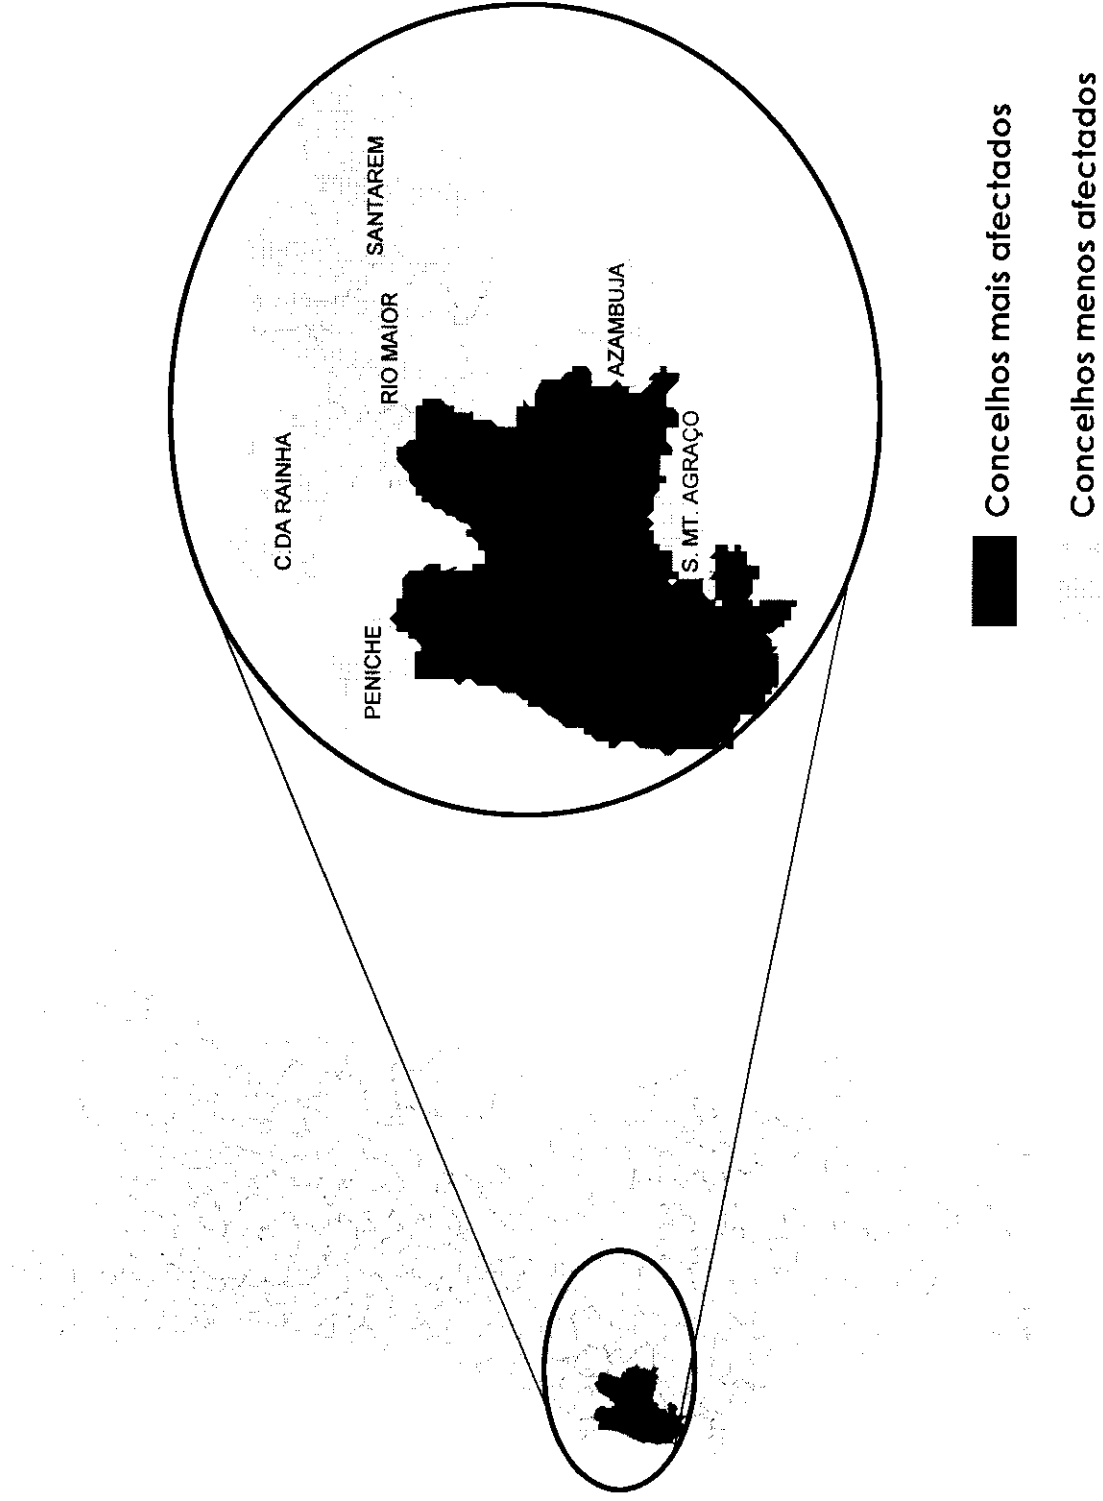 C.DA RAINHA
PENICHE
RIO MAIOR
SANTAREM
AZAMBUJA
S. MT. AGRAÇO
Concelhos mais afectados
Concelhos menos afectados